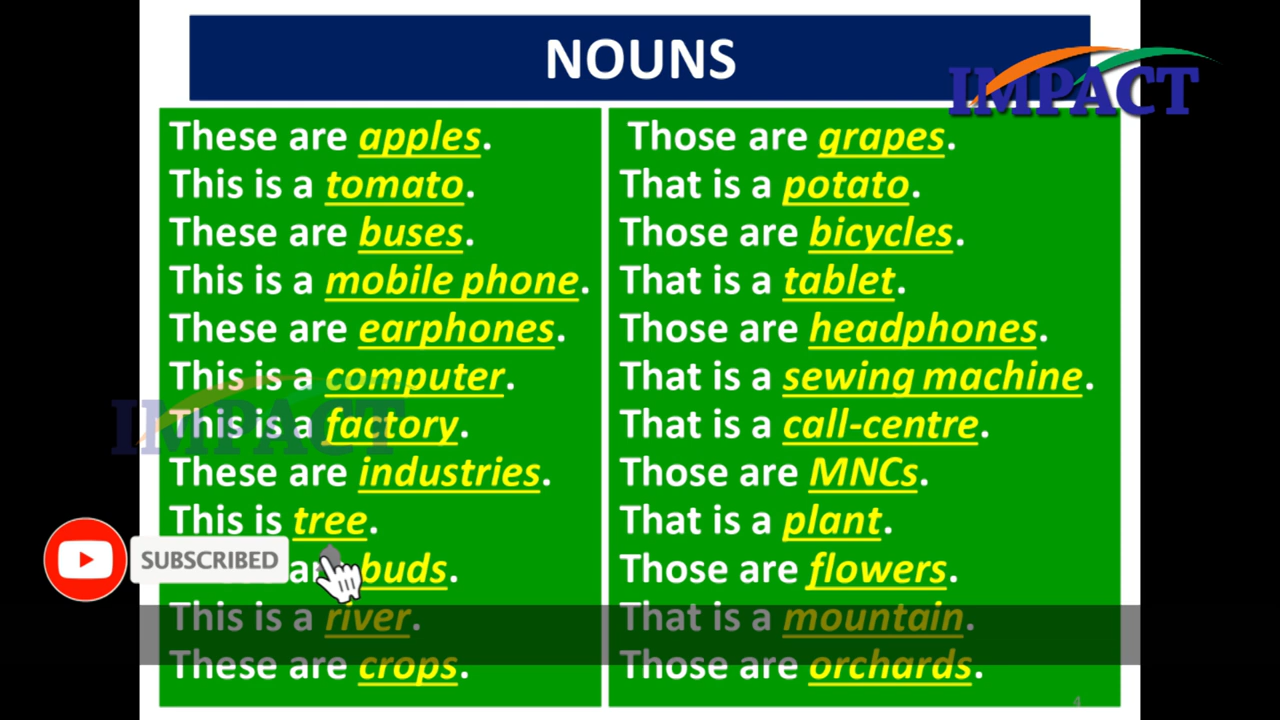 NOUNS
IMPACT
These are apples.
This is a tomato.
These are buses.
This is a mobile phone.
These are earphones.
This is a computer.
This is a factory.
These are industries.
This is tree.
buds.
This is a river.
These are crops.
Those are grapes.
That is a potato.
Those are bicycles.
That is a tablet.
Those are headphones.
That is a sewing machine.
That is a call-centre.
Those are MNCs.
That is a plant.
Those are flowers.
That is a mountain.
Those are orchards.
IMPACT
SUBSCRIBED
4